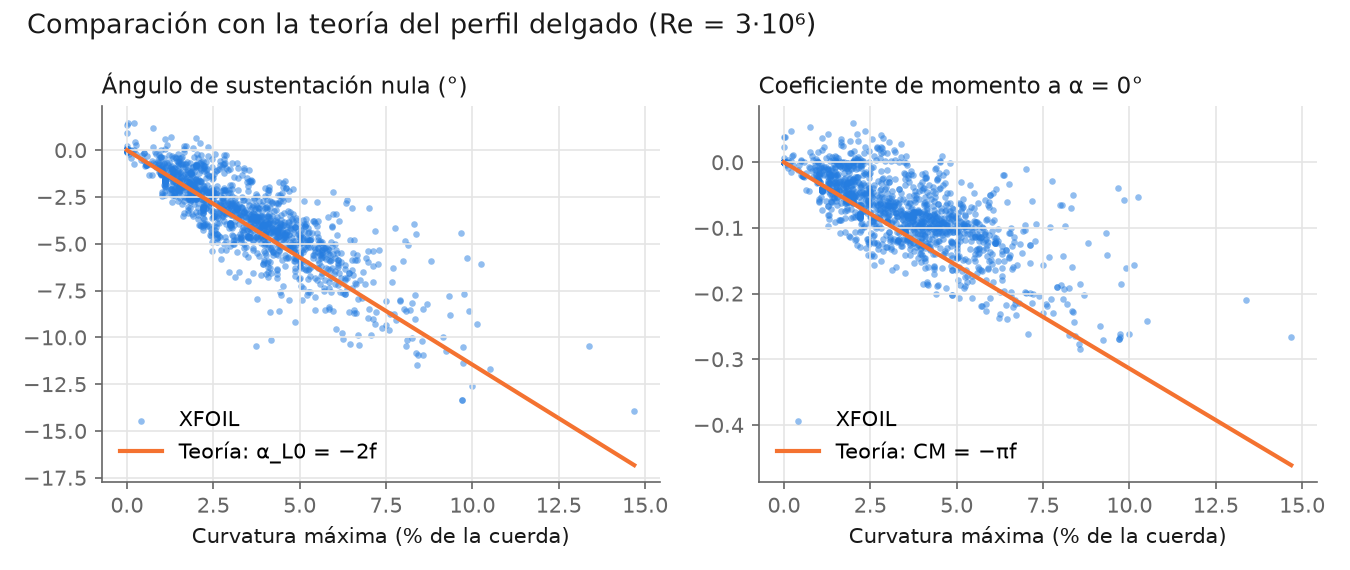 Comparación con la teoría del perfil delgado (Re = 3·10⁶)
Ángulo de sustentación nula (°)
0.0
−2.5
−5.0
−7.5
−10.0
−12.5
−15.0
−17.5
XFOIL
Teoría: α_L0 = −2f
0.0 2.5 5.0 7.5 10.0 12.5 15.0
Curvatura máxima (% de la cuerda)
Coeficiente de momento a α = 0°
0.0
−0.1
−0.2
−0.3
−0.4
XFOIL
Teoría: CM = −πf
0.0 2.5 5.0 7.5 10.0 12.5 15.0
Curvatura máxima (% de la cuerda)